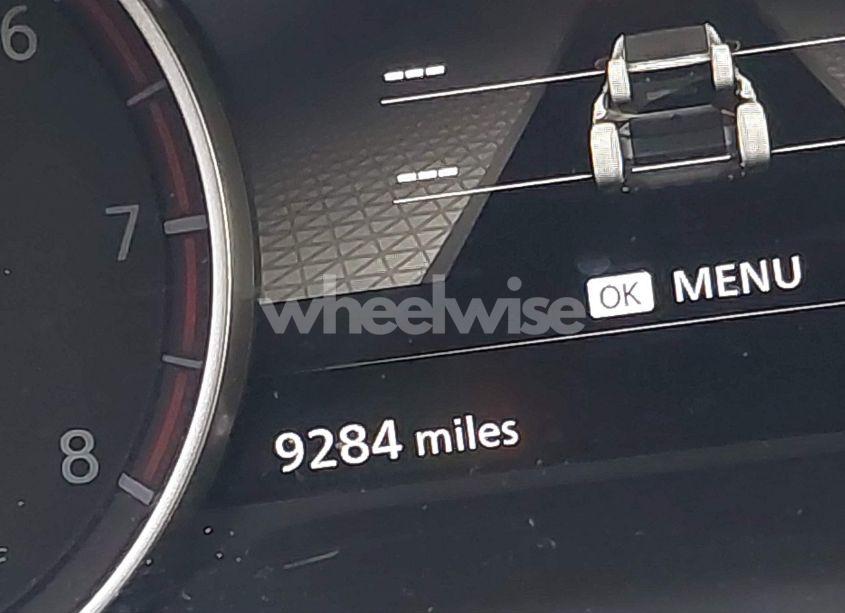 6
---
---
7
OK MENU
wheelwise
9284 miles
8